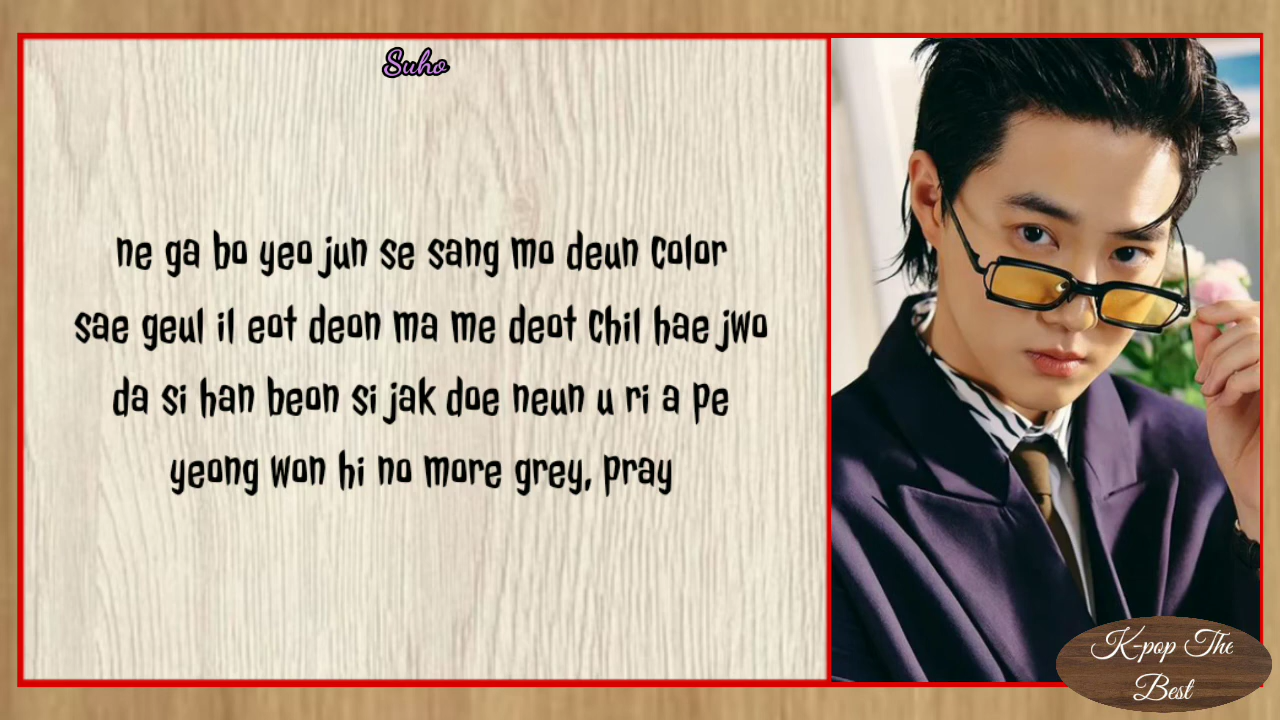 Suho
ne ga bo yeo jun se sang mo deun color
sae geul il eot deon ma me deot chil hae jwo
da si han beon si jak doe neun u ri a pe
yeong won hi no more grey, pray
K-pop The
Best